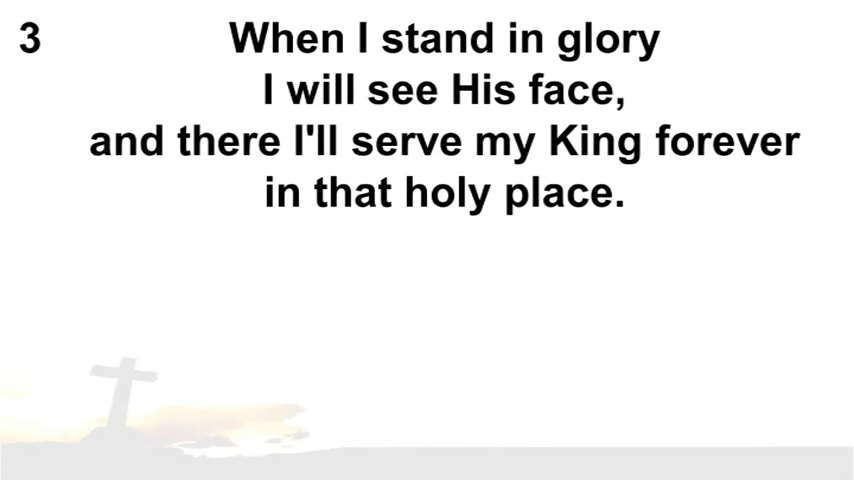 3
When I stand in glory
I will see His face,
and there I'll serve my King forever
in that holy place.